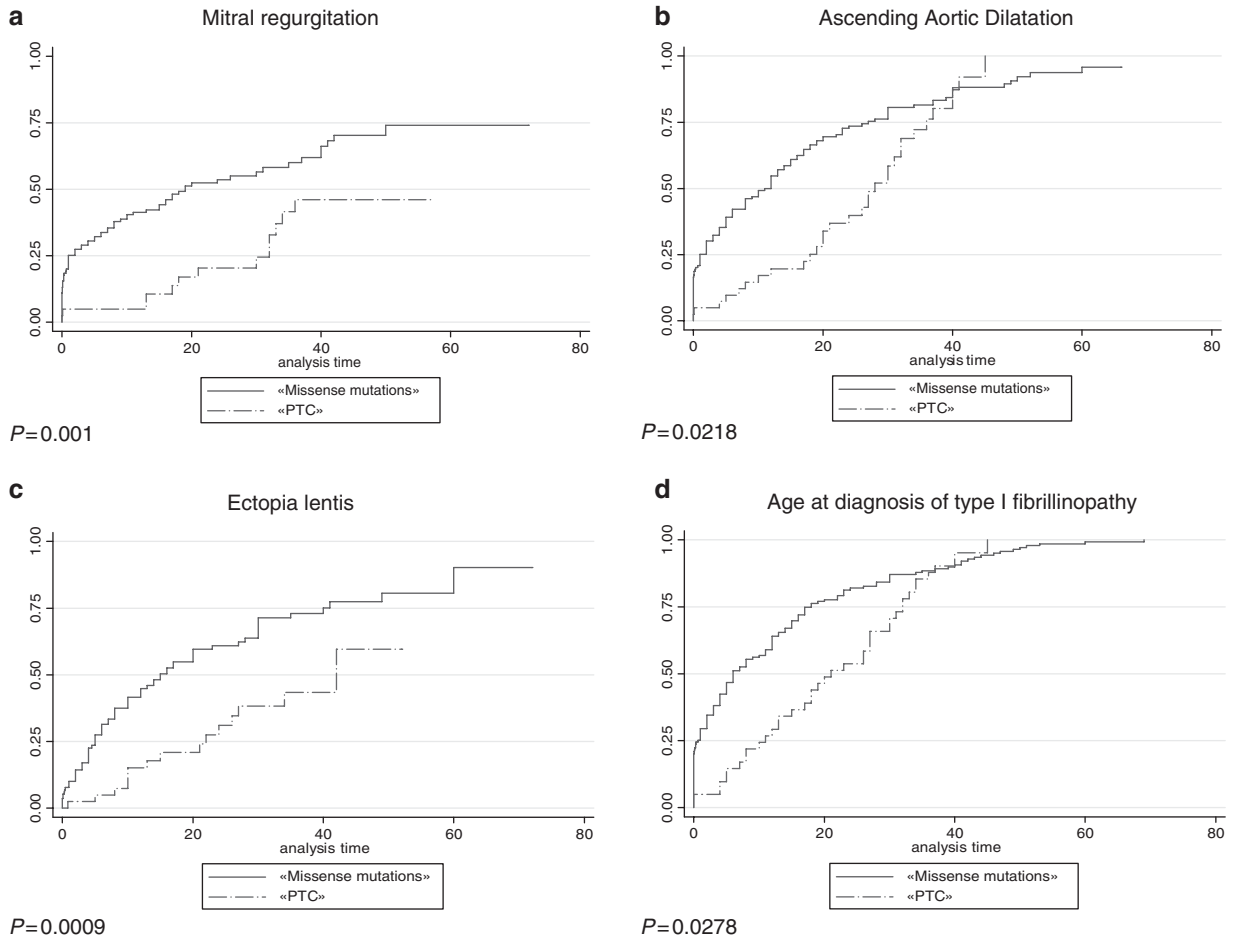 a
Mitral regurgitation
1.00
0.75
0.50
0.25
0.00
0 20 40 60 80
analysis time
«Missense mutations»
«PTC»
P=0.001
b
Ascending Aortic Dilatation
1.00
0.75
0.50
0.25
0.00
0 20 40 60 80
analysis time
«Missense mutations»
«PTC»
P=0.0218
c
Ectopia lentis
1.00
0.75
0.50
0.25
0.00
0 20 40 60 80
analysis time
«Missense mutations»
«PTC»
P=0.0009
d
Age at diagnosis of type I fibrillinopathy
1.00
0.75
0.50
0.25
0.00
0 20 40 60 80
analysis time
«Missense mutations»
«PTC»
P=0.0278